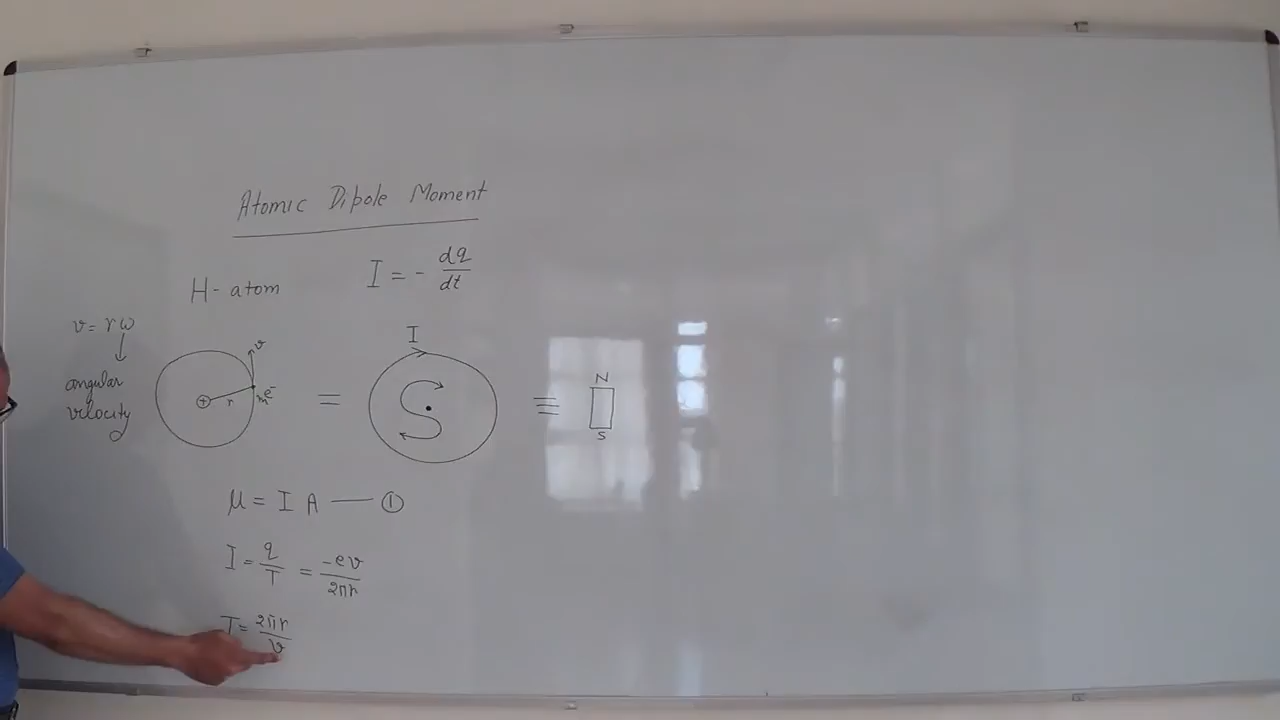 Atomic Dipole Moment
H-atom
I = - dq/dt
v = rω
↓
angular
velocity
v
+
r
m e⁻
=
I
S
≡
N
S
μ = I A — ①
I = q/T = -ev/2πr
T = 2πr/v